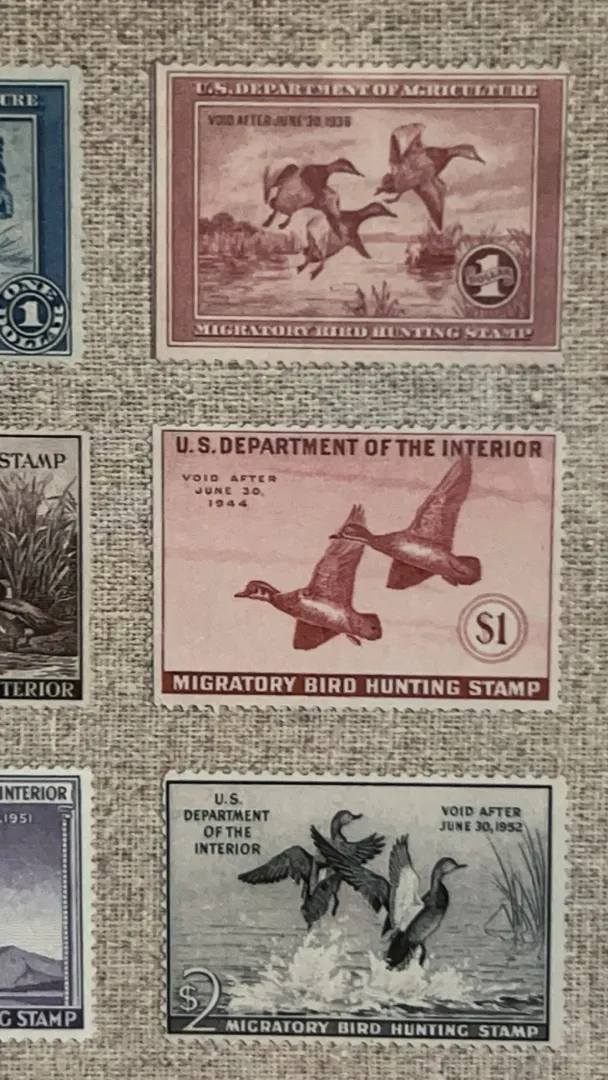 URE
ONE
1
U.S. DEPARTMENT OF AGRICULTURE
VOID AFTER JUNE 30, 1936
1
DOLLAR
MIGRATORY BIRD HUNTING STAMP
STAMP
TERIOR
U.S. DEPARTMENT OF THE INTERIOR
VOID AFTER
JUNE 30,
1944
$1
MIGRATORY BIRD HUNTING STAMP
INTERIOR
,1951
G STAMP
U.S.
DEPARTMENT
OF THE
INTERIOR
VOID AFTER
JUNE 30, 1952
$2
MIGRATORY BIRD HUNTING STAMP